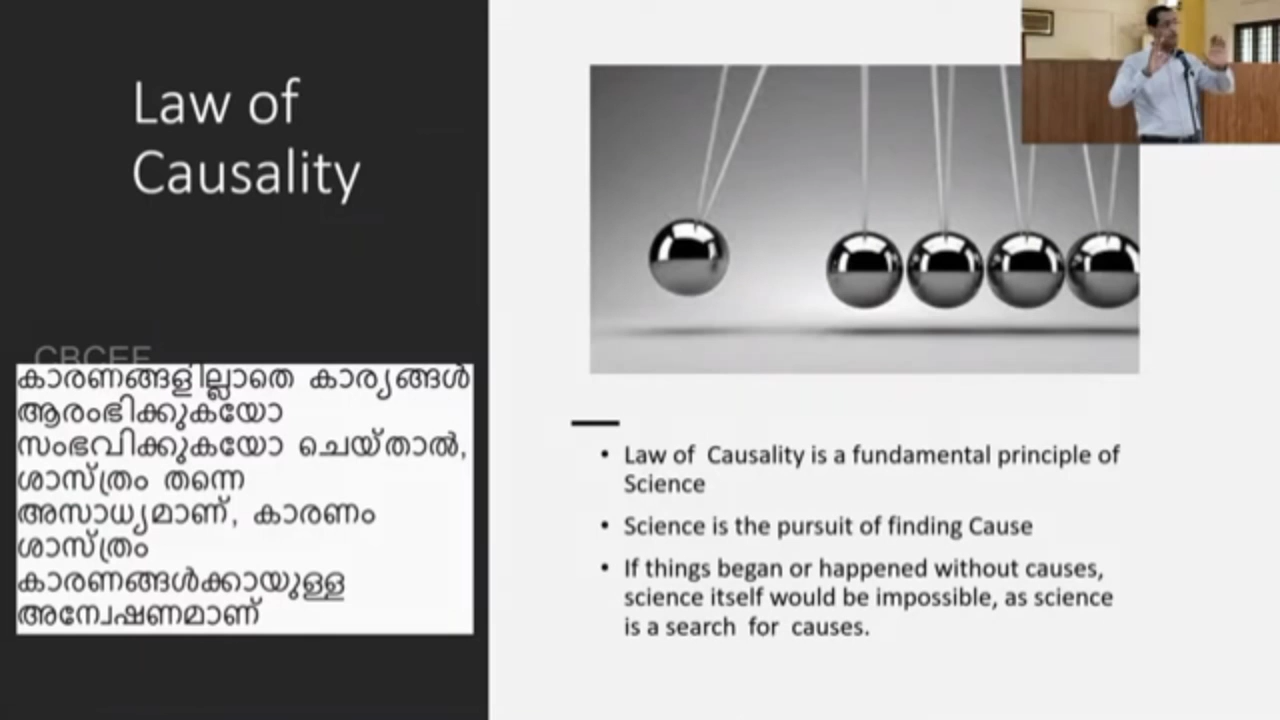 Law of
Causality
CBCEF
കാരണങ്ങളില്ലാതെ കാര്യങ്ങൾ
ആരംഭിക്കുകയോ
സംഭവിക്കുകയോ ചെയ്താൽ,
ശാസ്ത്രം തന്നെ
അസാധ്യമാണ്, കാരണം
ശാസ്ത്രം
കാരണങ്ങൾക്കായുള്ള
അന്വേഷണമാണ്
• Law of Causality is a fundamental principle of
Science
• Science is the pursuit of finding Cause
• If things began or happened without causes,
science itself would be impossible, as science
is a search for causes.